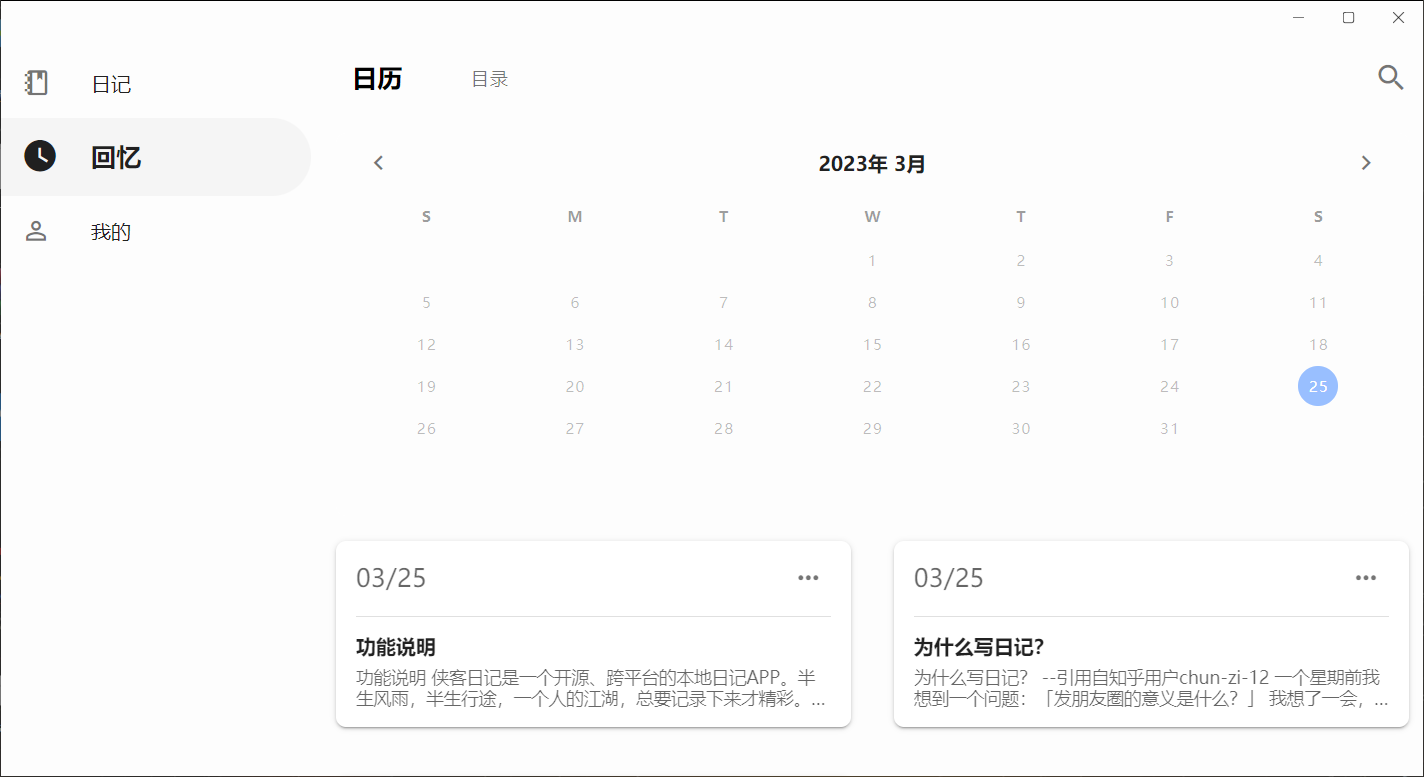 日记
回忆
我的
日历 目录
2023年 3月
S M T W T F S
1 2 3 4
5 6 7 8 9 10 11
12 13 14 15 16 17 18
19 20 21 22 23 24 25
26 27 28 29 30 31
03/25
功能说明
功能说明 侠客日记是一个开源、跨平台的本地日记APP。半
生风雨，半生行途，一个人的江湖，总要记录下来才精彩。...
03/25
为什么写日记？
为什么写日记？ --引用自知乎用户chun-zi-12 一个星期前我
想到一个问题：「发朋友圈的意义是什么？」 我想了一会，...